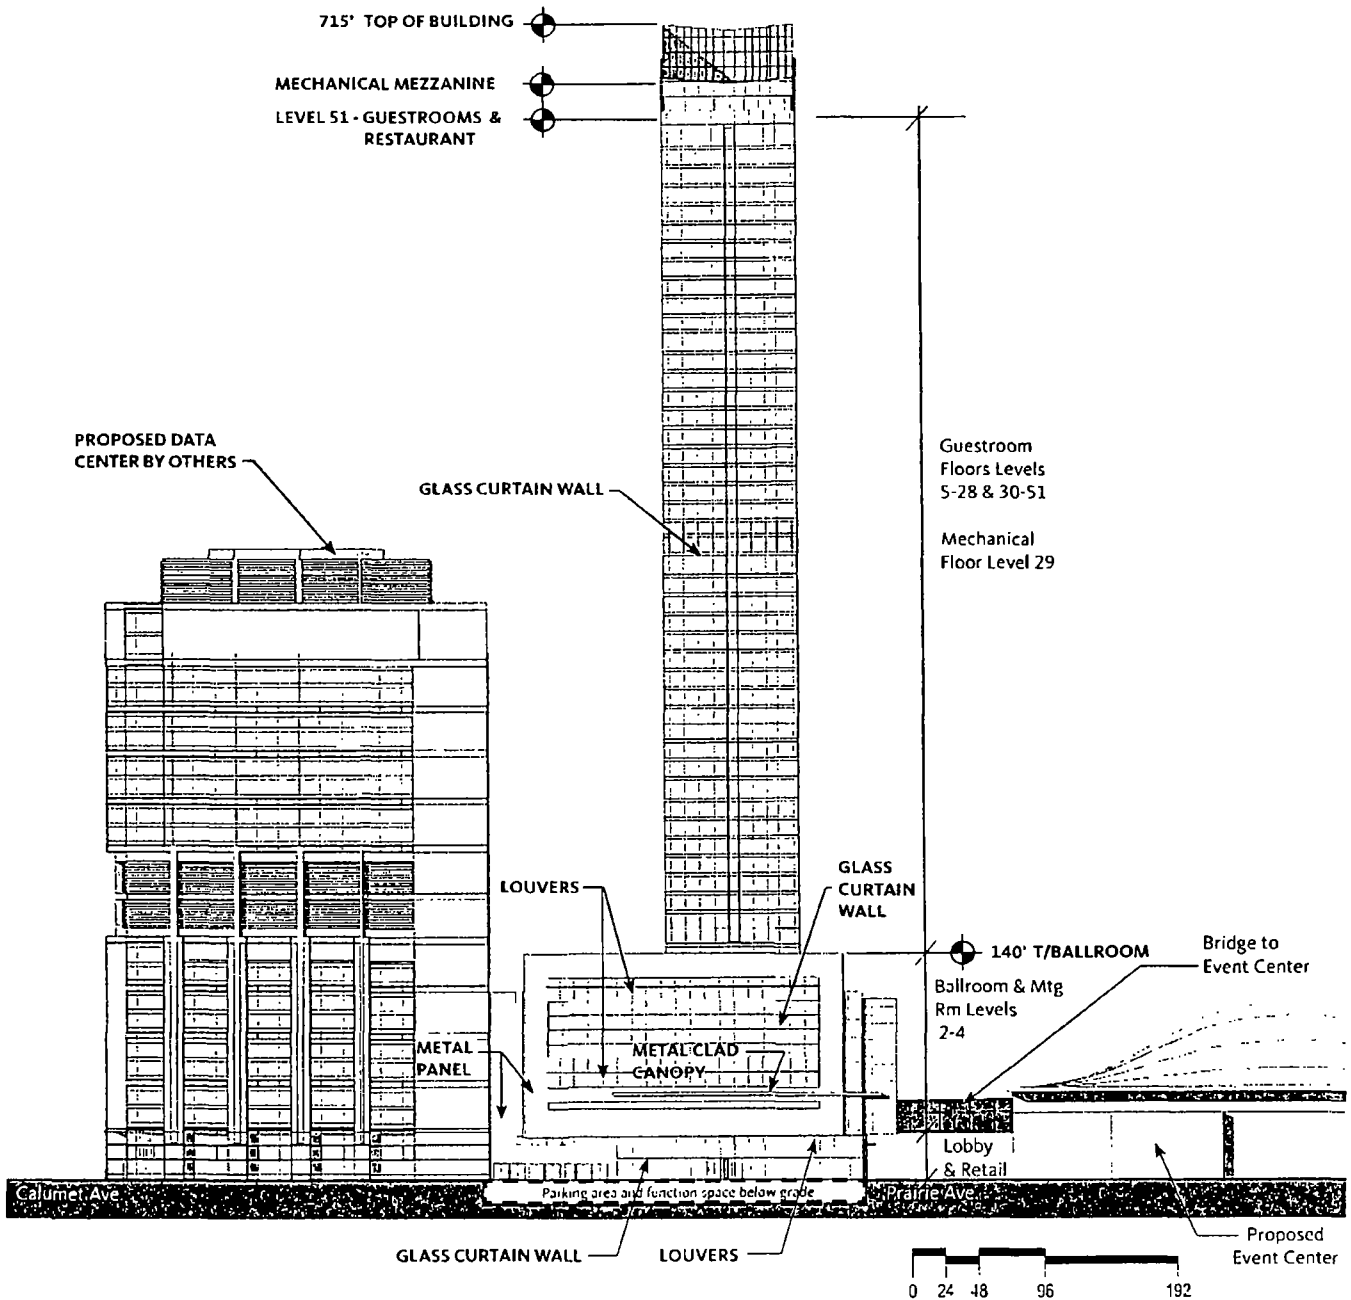 715' TOP OF BUILDING
MECHANICAL MEZZANINE
LEVEL 51 - GUESTROOMS &
RESTAURANT
PROPOSED DATA
CENTER BY OTHERS
GLASS CURTAIN WALL
Guestroom
Floors Levels
5-28 & 30-51
Mechanical
Floor Level 29
LOUVERS
GLASS
CURTAIN
WALL
140' T/BALLROOM
Bridge to
Event Center
Ballroom & Mtg
Rm Levels
2-4
METAL
PANEL
METAL CLAD
CANOPY
Lobby
& Retail
Calumet Ave
Parking area and function space below grade
Prairie Ave
GLASS CURTAIN WALL
LOUVERS
Proposed
Event Center
0 24 48 96 192